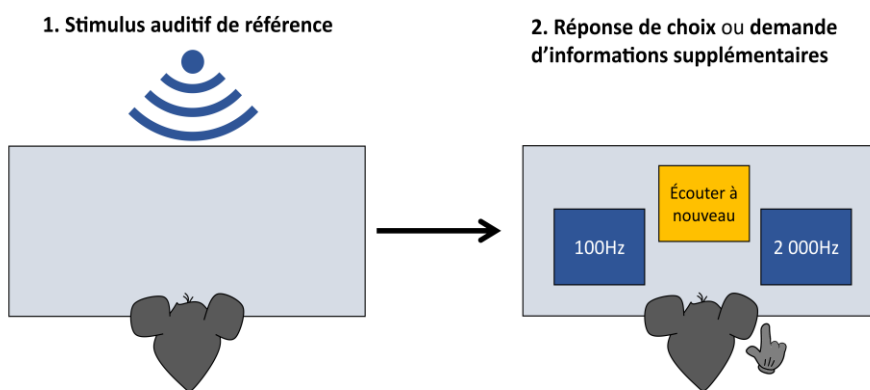 1. Stimulus auditif de référence
2. Réponse de choix ou demande
d'informations supplémentaires
Écouter à
nouveau
100Hz
2 000Hz